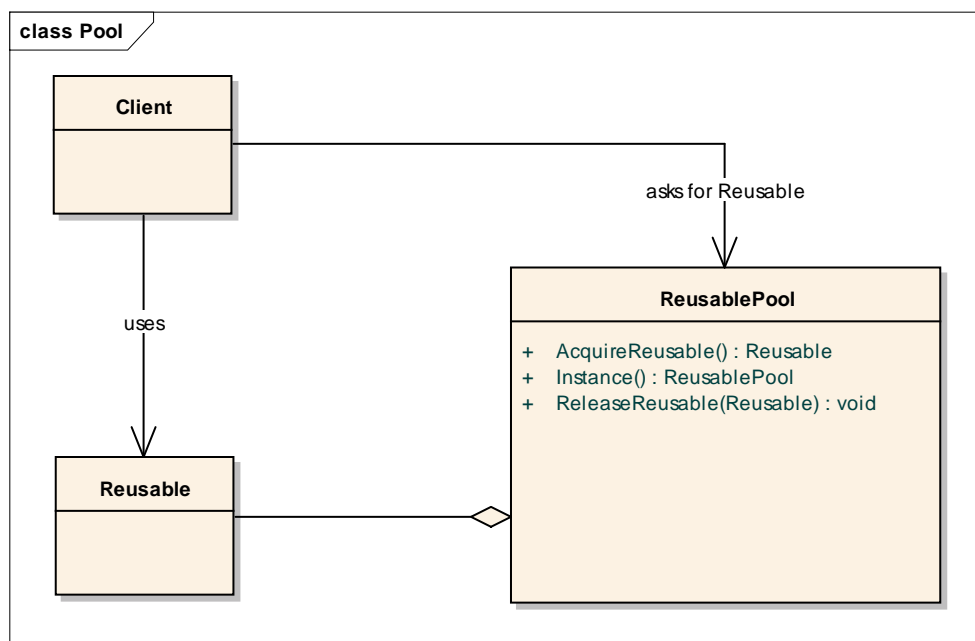 class Pool
Client
asks for Reusable
ReusablePool
uses
+ AcquireReusable() : Reusable
+ Instance() : ReusablePool
+ ReleaseReusable(Reusable) : void
Reusable